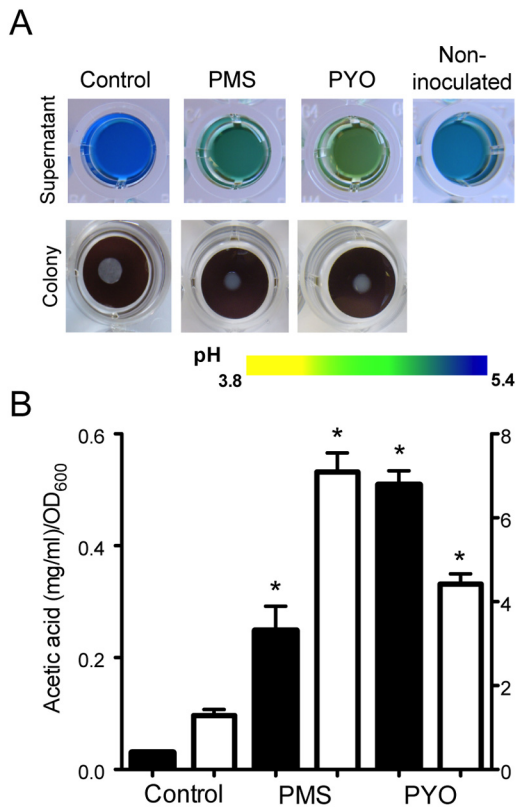 A
Control PMS PYO Non-
inoculated
Supernatant
Colony
pH
3.8 5.4
B
Acetic acid (mg/ml)/OD600
0.6 8
* * * *
0.4 6
4
0.2 2
0.0 0
Control PMS PYO